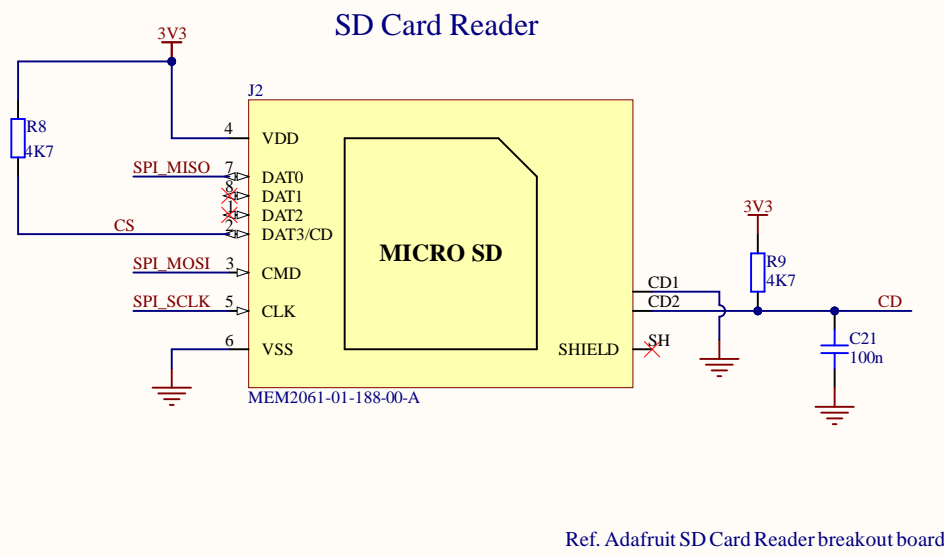 SD Card Reader
3V3
J2
R8
4K7
4
VDD
SPI_MISO
7
DAT0
8
DAT1
1
DAT2
CS
2
DAT3/CD
SPI_MOSI
3
CMD
SPI_SCLK
5
CLK
6
VSS
MICRO SD
CD1
CD2
SHIELD
SH
3V3
R9
4K7
CD
C21
100n
MEM2061-01-188-00-A
Ref. Adafruit SD Card Reader breakout board